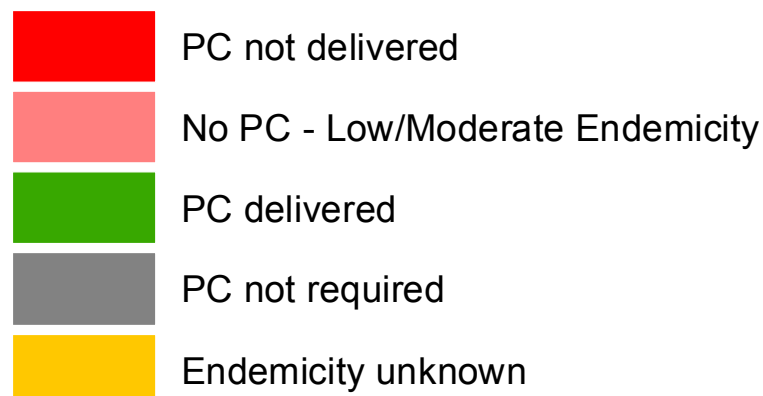 PC not delivered
No PC - Low/Moderate Endemicity
PC delivered
PC not required
Endemicity unknown